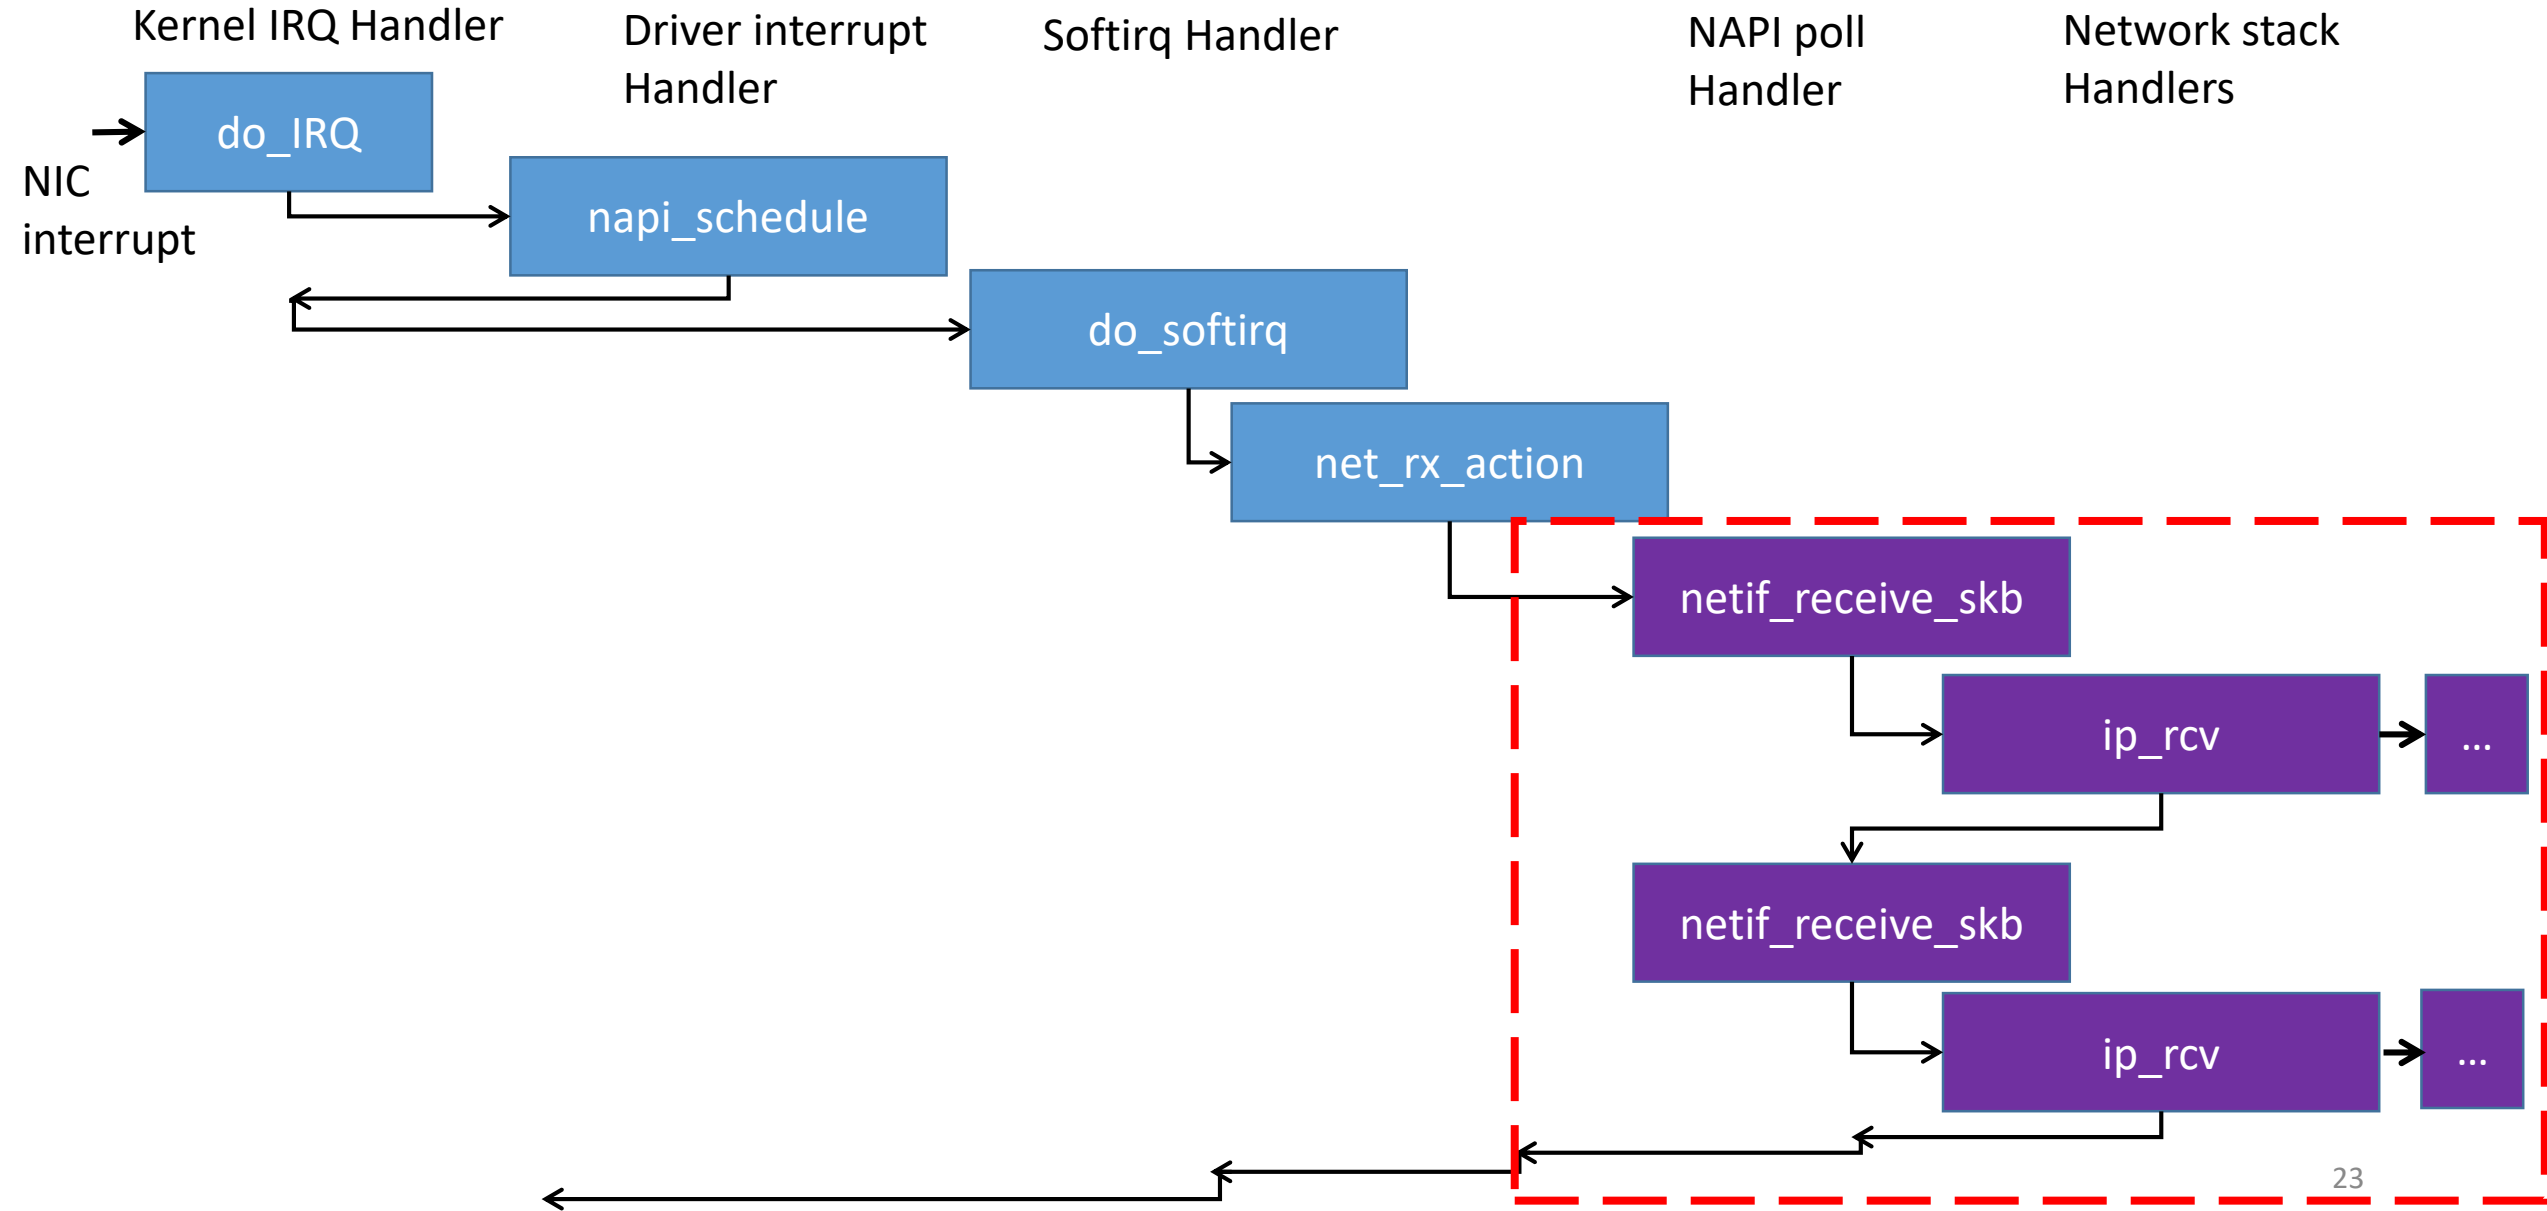 Kernel IRQ Handler
Driver interrupt
Handler
Softirq Handler
NAPI poll
Handler
Network stack
Handlers
do_IRQ
NIC
interrupt
napi_schedule
do_softirq
net_rx_action
netif_receive_skb
ip_rcv
...
netif_receive_skb
ip_rcv
...
23